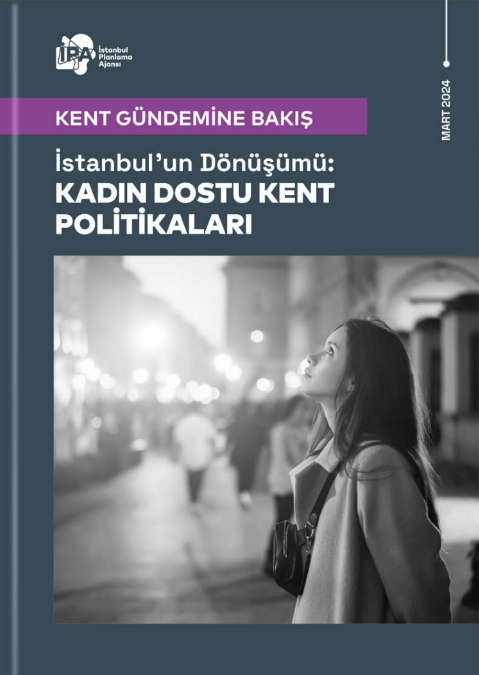 İPA
İstanbul
Planlama
Ajansı
MART 2024
KENT GÜNDEMİNE BAKIŞ
İstanbul'un Dönüşümü:
KADIN DOSTU KENT
POLİTİKALARI